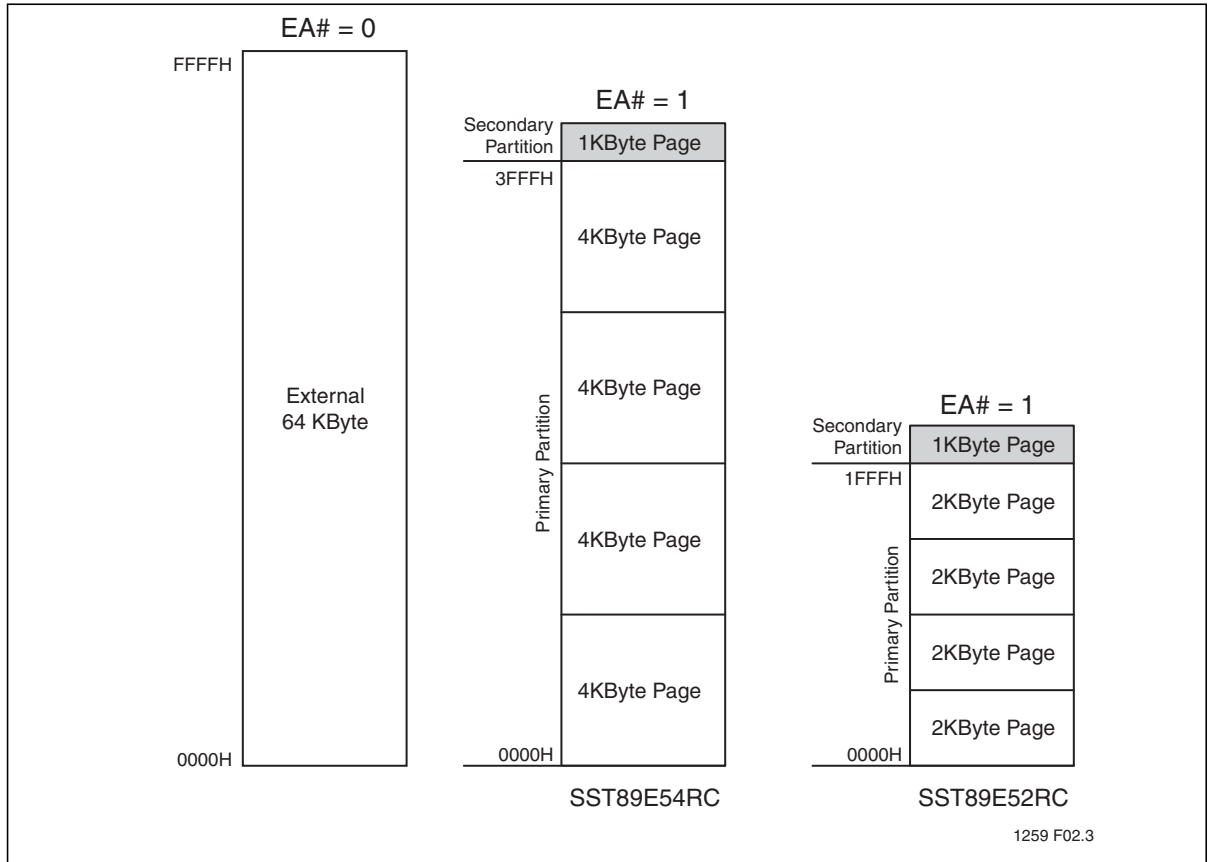 EA# = 0
FFFFH
External
64 KByte
0000H
EA# = 1
Secondary
Partition
1KByte Page
3FFFH
4KByte Page
4KByte Page
Primary Partition
4KByte Page
4KByte Page
0000H
SST89E54RC
EA# = 1
Secondary
Partition
1KByte Page
1FFFH
2KByte Page
2KByte Page
Primary Partition
2KByte Page
2KByte Page
0000H
SST89E52RC
1259 F02.3